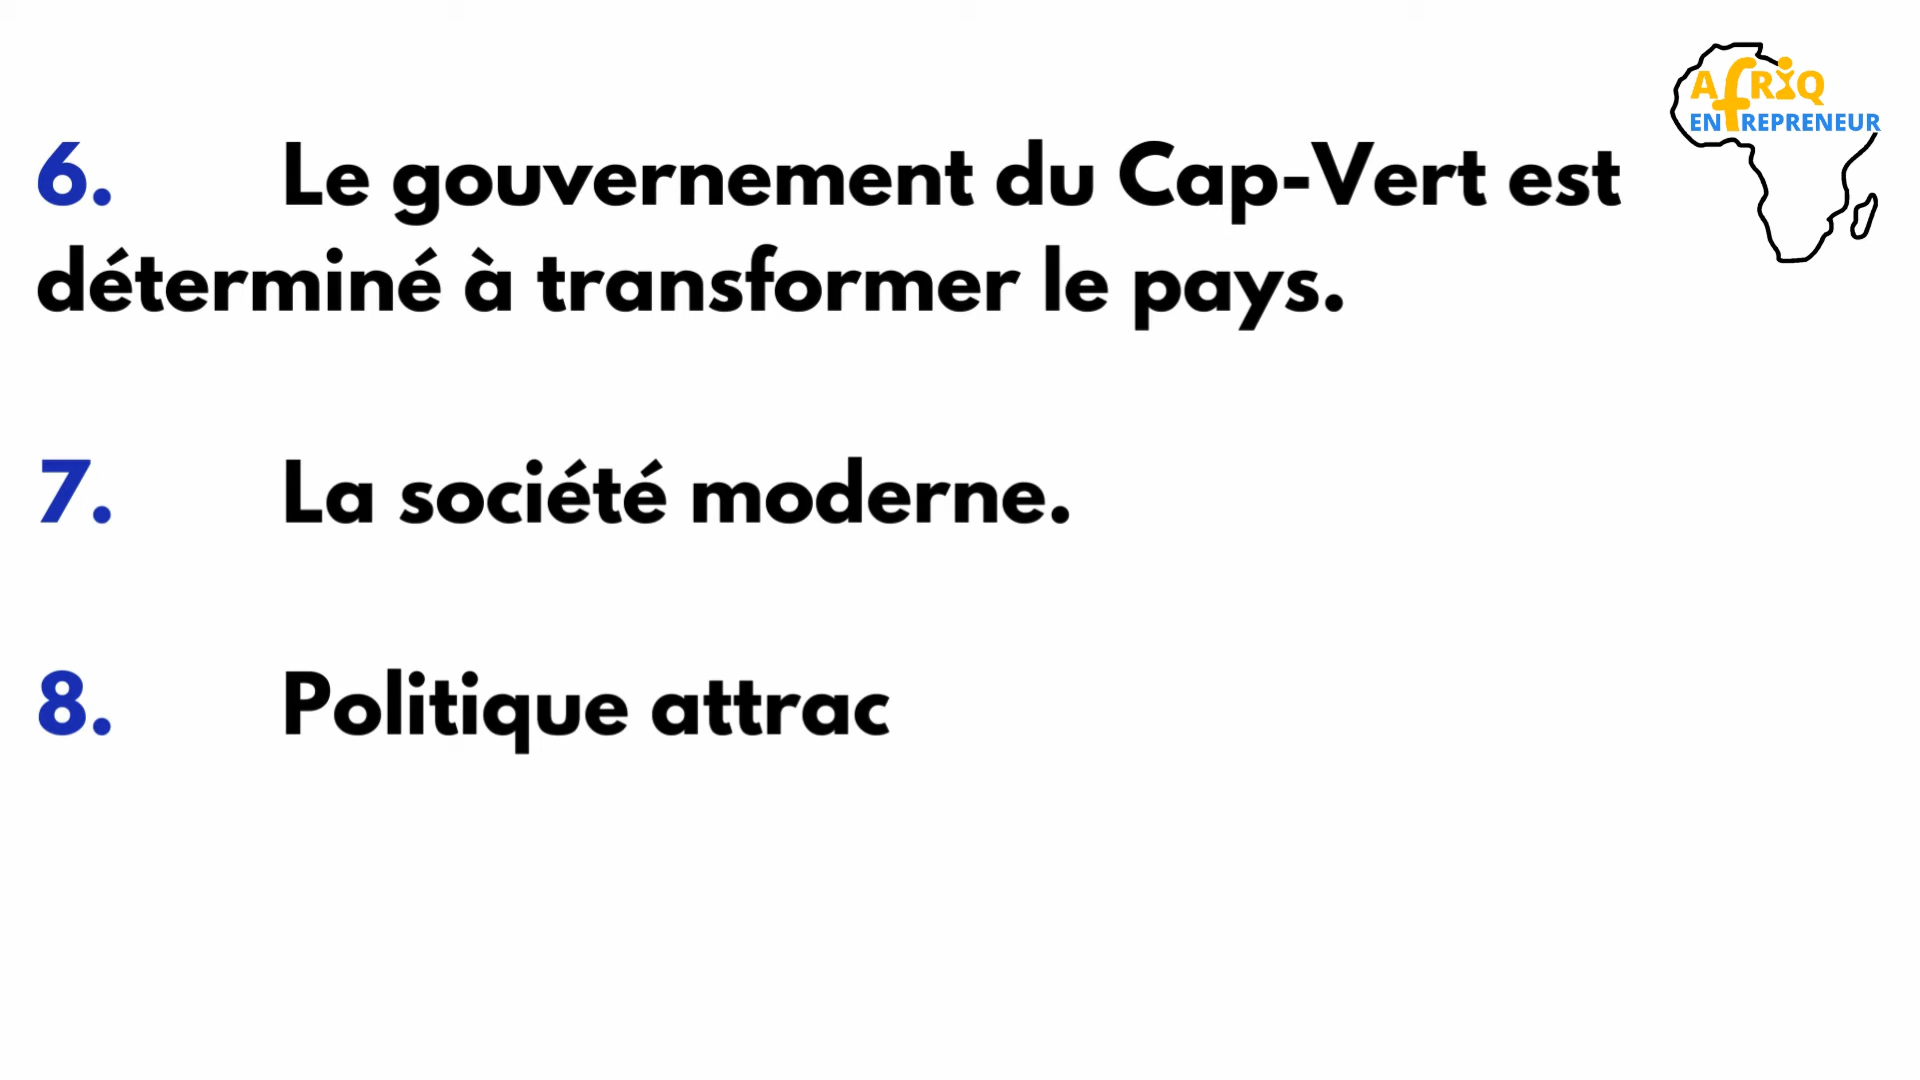 AfRiQ
ENTREPRENEUR
6. Le gouvernement du Cap-Vert est
déterminé à transformer le pays.
7. La société moderne.
8. Politique attrac